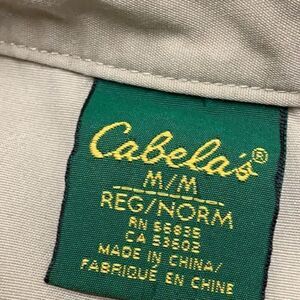 Cabela's®
M/M
REG/NORM
RN 56835
CA 53602
MADE IN CHINA/
FABRIQUÉ EN CHINE